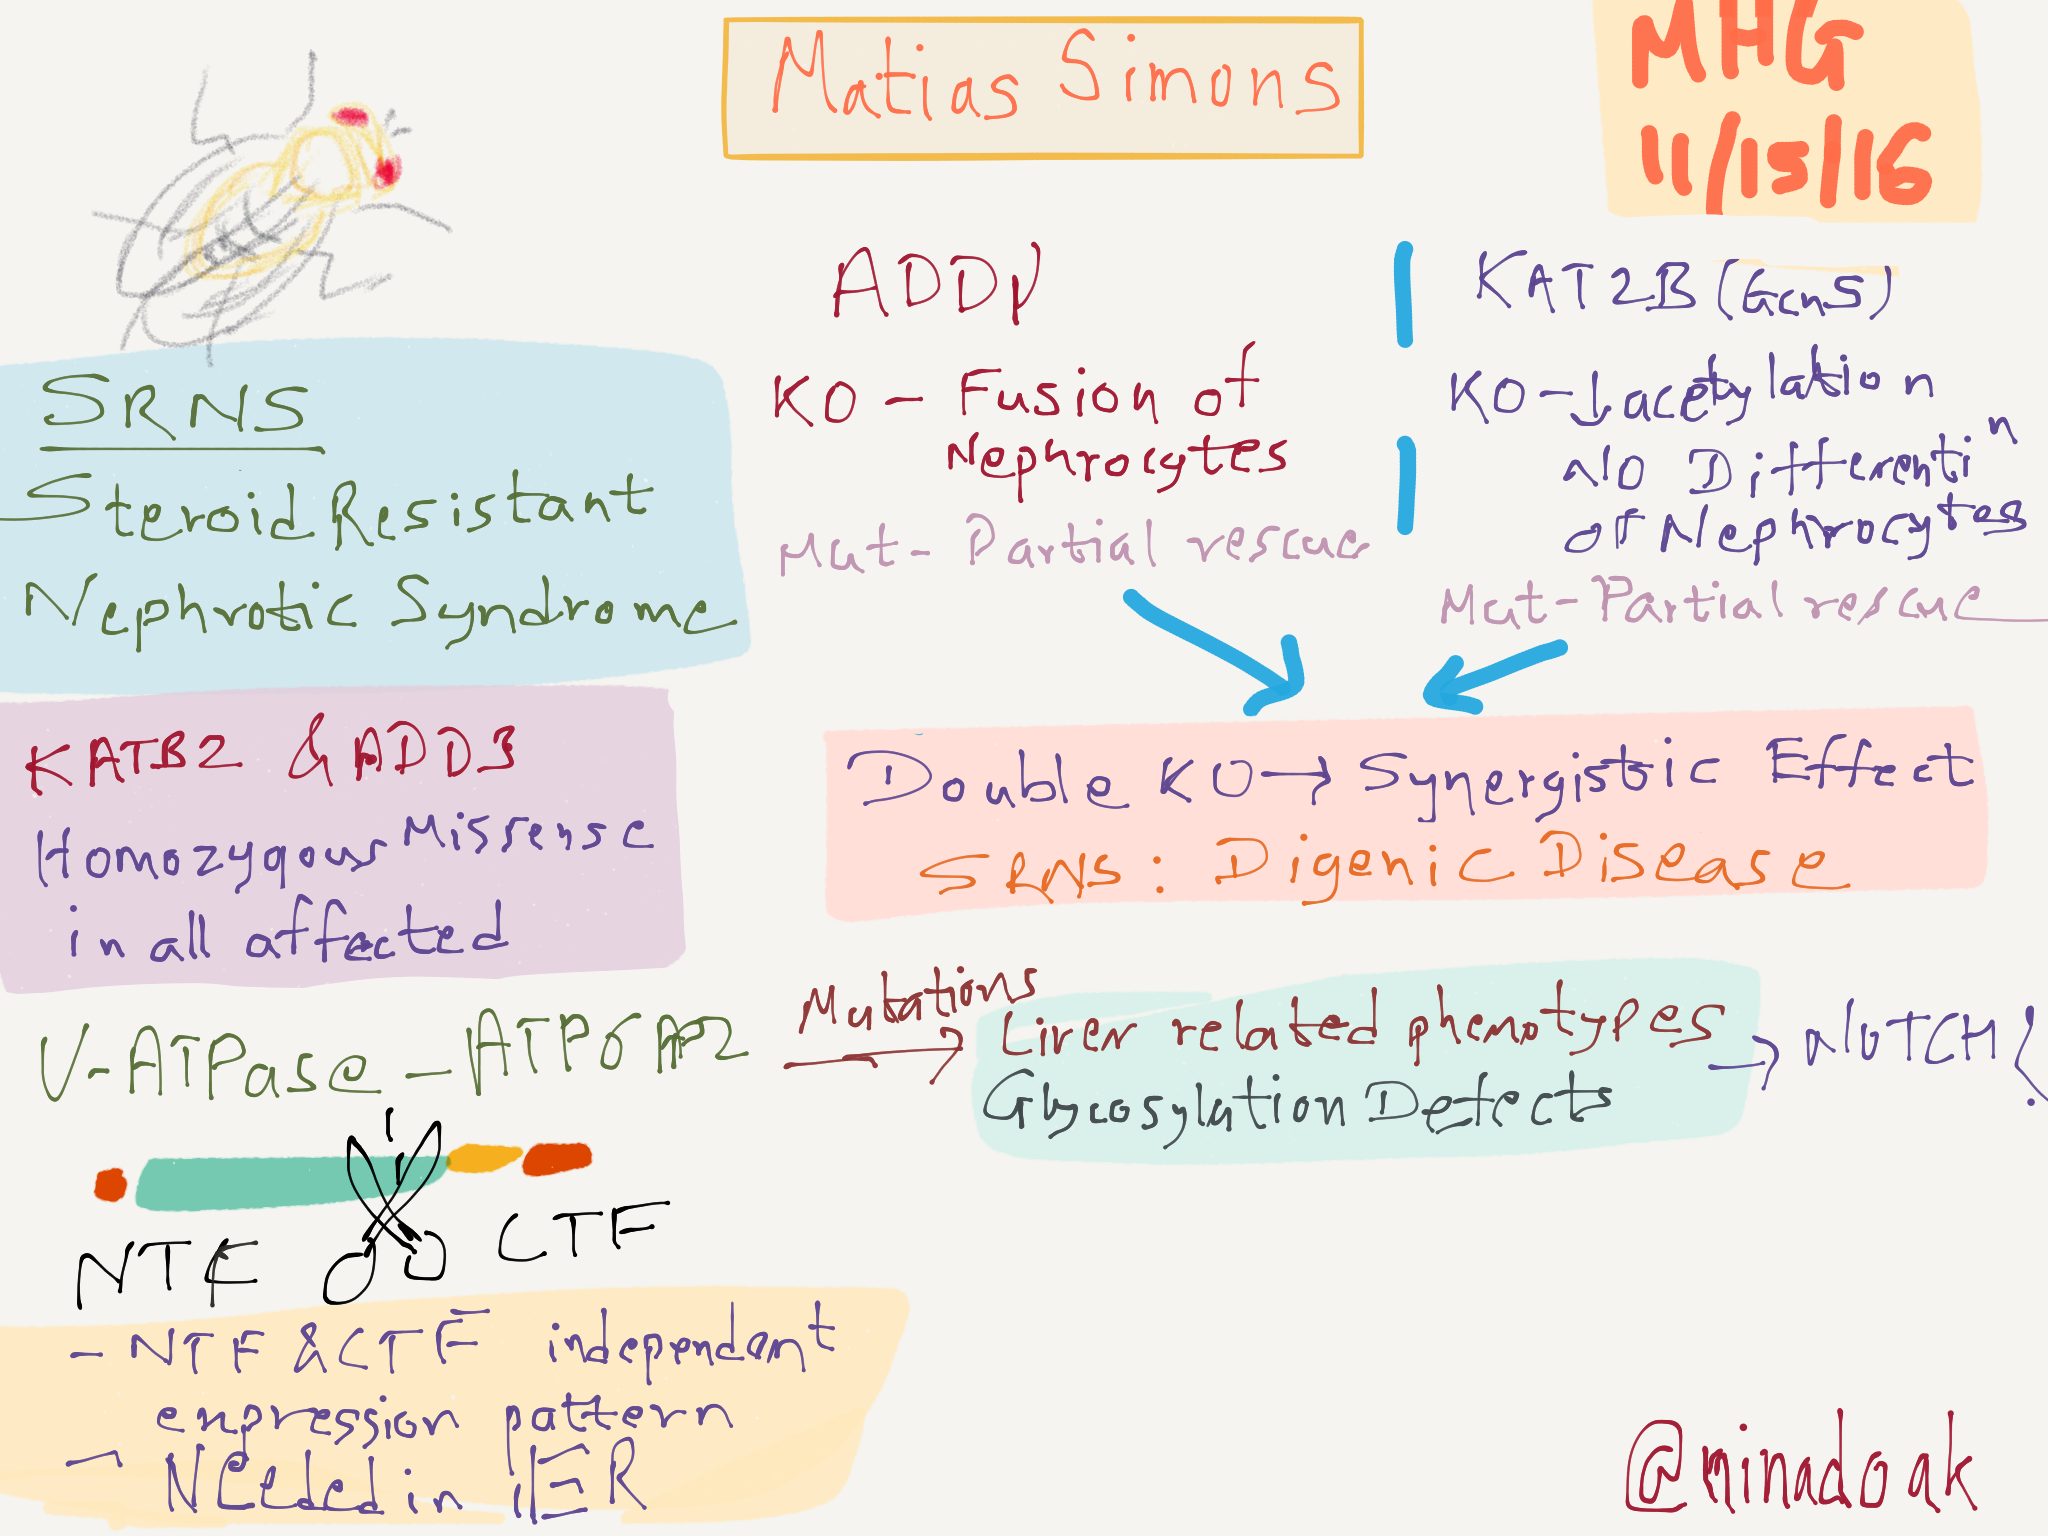 Matias Simons
MHG
11/15/16
SRNS
Steroid Resistant
Nephrotic Syndrome
KATB2 & ADD3
Homozygous Missense
in all affected
ADDγ
KO - Fusion of
Nephrocytes
Mut - Partial rescue
KAT2B (Gcn5)
KO - ↓ acetylation
NO Differentin
of Nephrocytes
Mut - Partial rescue
Double KO → Synergistic Effect
SRNS: Digenic Disease
V-ATPase - ATP6AP2
Mutations
Liver related phenotypes → NOTCH?
Glycosylation Defects
NTF CTF
- NTF & CTF independant
expression pattern
- Needed in ER
@minadoak